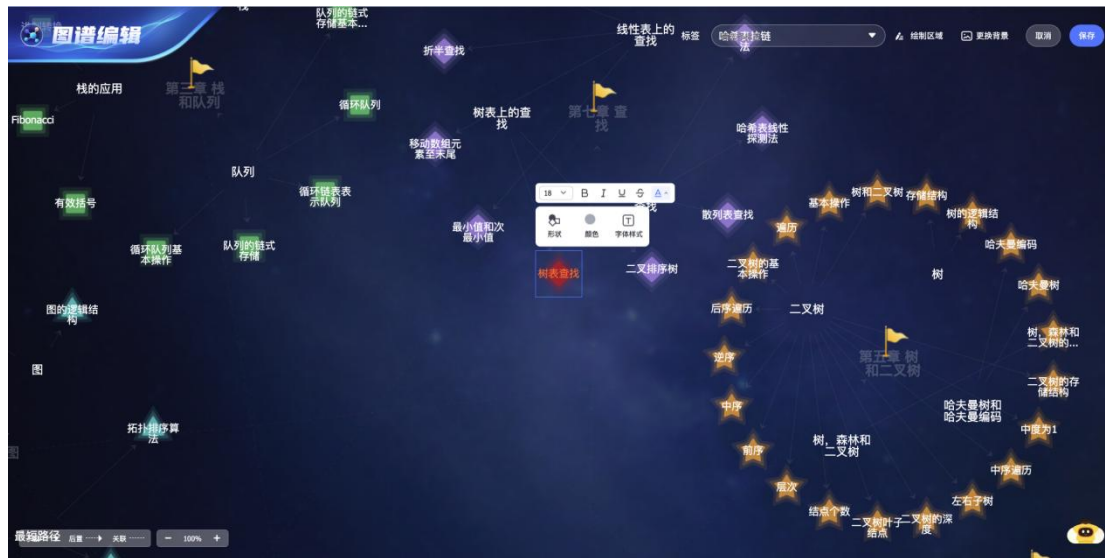 图谱编辑
栈
队列的链式
存储基本...
折半查找
线性表上的
查找
标签
哈希表拉链
法
绘制区域
更换背景
取消
保存
栈的应用
第三章 栈
和队列
Fibonacci
循环队列
树表上的查
找
第七章 查
找
移动数组元
素至末尾
哈希表线性
探测法
队列
有效括号
循环链表表
示队列
18
B
I
U
S
A
形状
颜色
字体样式
最小值和次
最小值
散列表查找
基本操作
树和二叉树
存储结构
树的逻辑结
构
哈夫曼编码
遍历
循环队列基
本操作
队列的链式
存储
树表查找
二叉排序树
二叉树的基
本操作
树
哈夫曼树
图的逻辑结
构
后序遍历
二叉树
树，森林和
二叉树的...
第五章 树
和二叉树
逆序
图
二叉树的存
储结构
中序
哈夫曼树和
哈夫曼编码
中度为1
拓扑排序算
法
树，森林和
二叉树
前序
中序遍历
层次
左右子树
结点个数
二叉树叶子
结点
二叉树的深
度
图
最短路径
后置
关联
100%